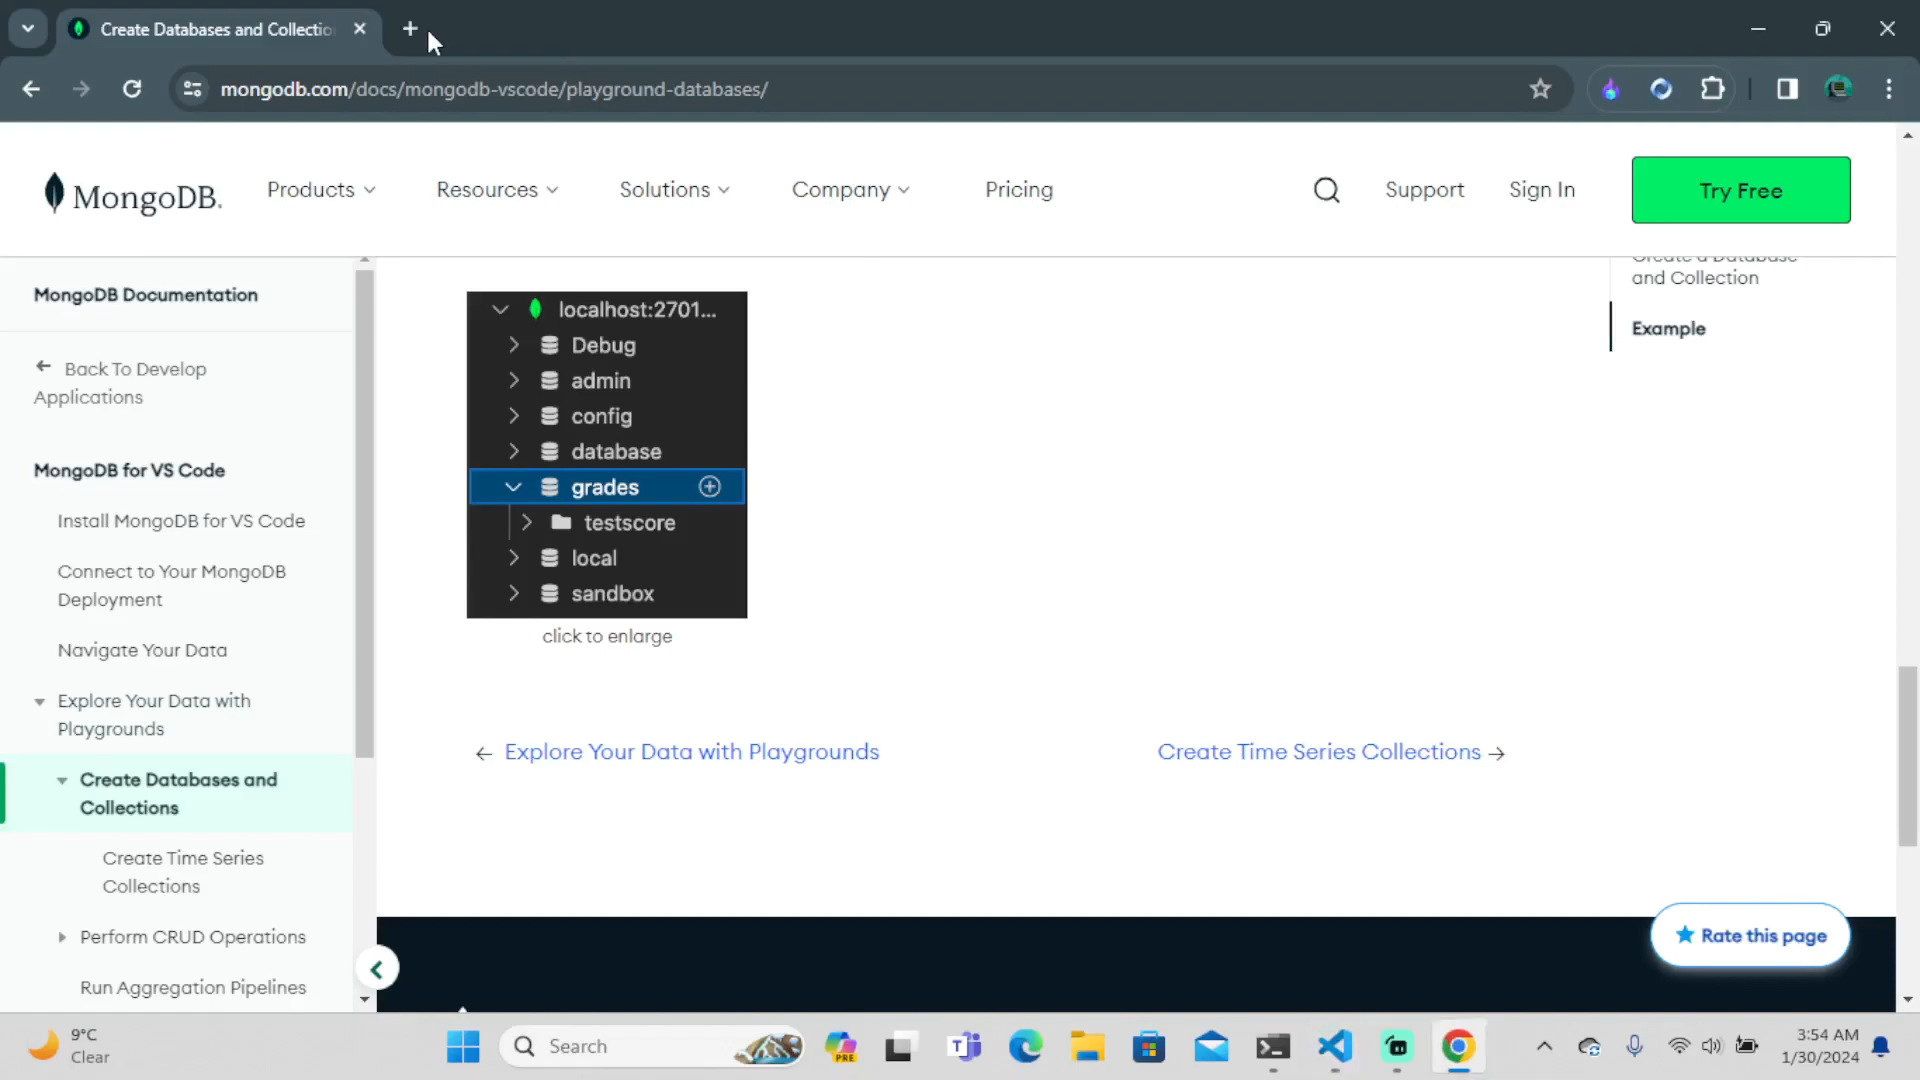 Create Databases and Collectio
mongodb.com/docs/mongodb-vscode/playground-databases/
MongoDB.
Products
Resources
Solutions
Company
Pricing
Support
Sign In
Try Free
MongoDB Documentation
Back To Develop
Applications
MongoDB for VS Code
Install MongoDB for VS Code
Connect to Your MongoDB
Deployment
Navigate Your Data
Explore Your Data with
Playgrounds
Create Databases and
Collections
Create Time Series
Collections
Perform CRUD Operations
Run Aggregation Pipelines
localhost:2701...
Debug
admin
config
database
grades
testscore
local
sandbox
click to enlarge
← Explore Your Data with Playgrounds
Create Time Series Collections →
Create a Database
and Collection
Example
Rate this page
9°C
Clear
Search
PRE
3:54 AM
1/30/2024